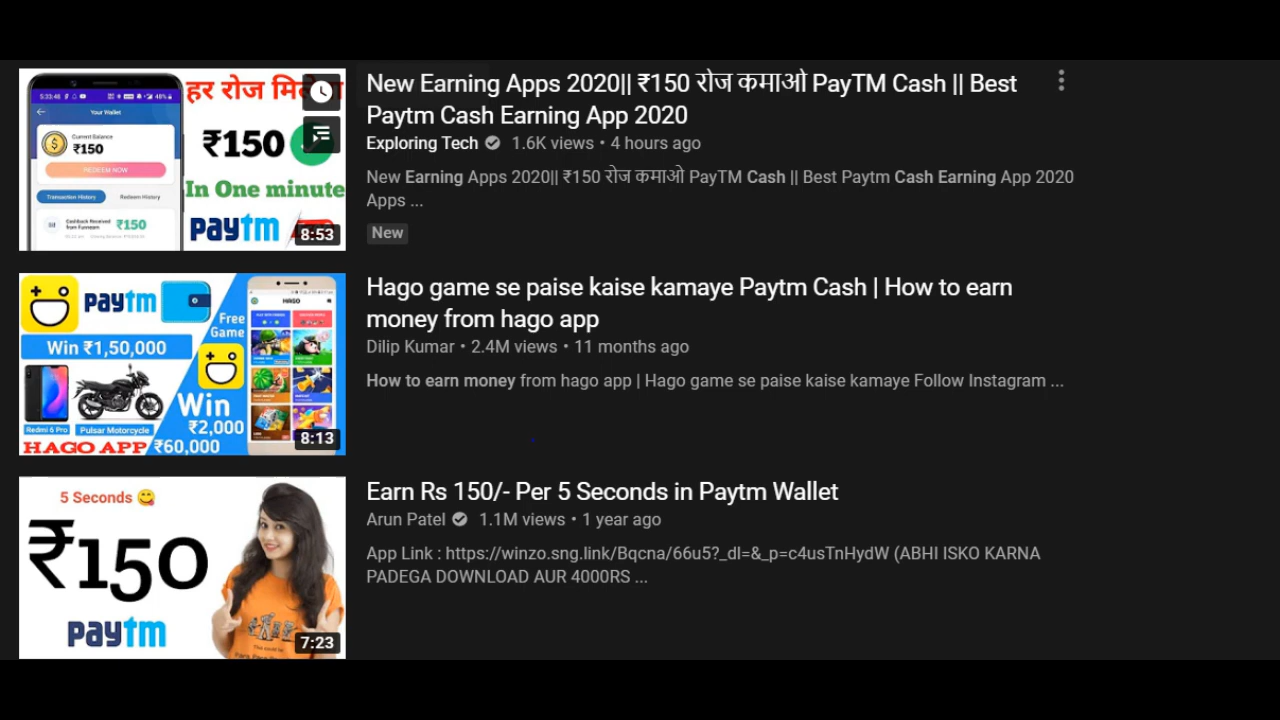 5:33:46
48%
Your Wallet
Current Balance
₹150
REDEEM NOW
Transaction History
Redeem History
Cashback Received
₹150
हर रोज
₹150
In One minute
paytm
8:53
New Earning Apps 2020|| ₹150 रोज कमाओ PayTM Cash || Best
Paytm Cash Earning App 2020
Exploring Tech
1.6K views • 4 hours ago
New Earning Apps 2020|| ₹150 रोज कमाओ PayTM Cash || Best Paytm Cash Earning App 2020
Apps ...
New
paytm
Win ₹1,50,000
Free
Game
HAGO
Win
₹2,000
Redmi 6 Pro
Pulsar Motorcycle
HAGO APP
₹60,000
8:13
Hago game se paise kaise kamaye Paytm Cash | How to earn
money from hago app
Dilip Kumar • 2.4M views • 11 months ago
How to earn money from hago app | Hago game se paise kaise kamaye Follow Instagram ...
5 Seconds
₹150
paytm
7:23
Earn Rs 150/- Per 5 Seconds in Paytm Wallet
Arun Patel
1.1M views • 1 year ago
App Link : https://winzo.sng.link/Bqcna/66u5?_dl=&_p=c4usTnHydW (ABHI ISKO KARNA
PADEGA DOWNLOAD AUR 4000RS ...